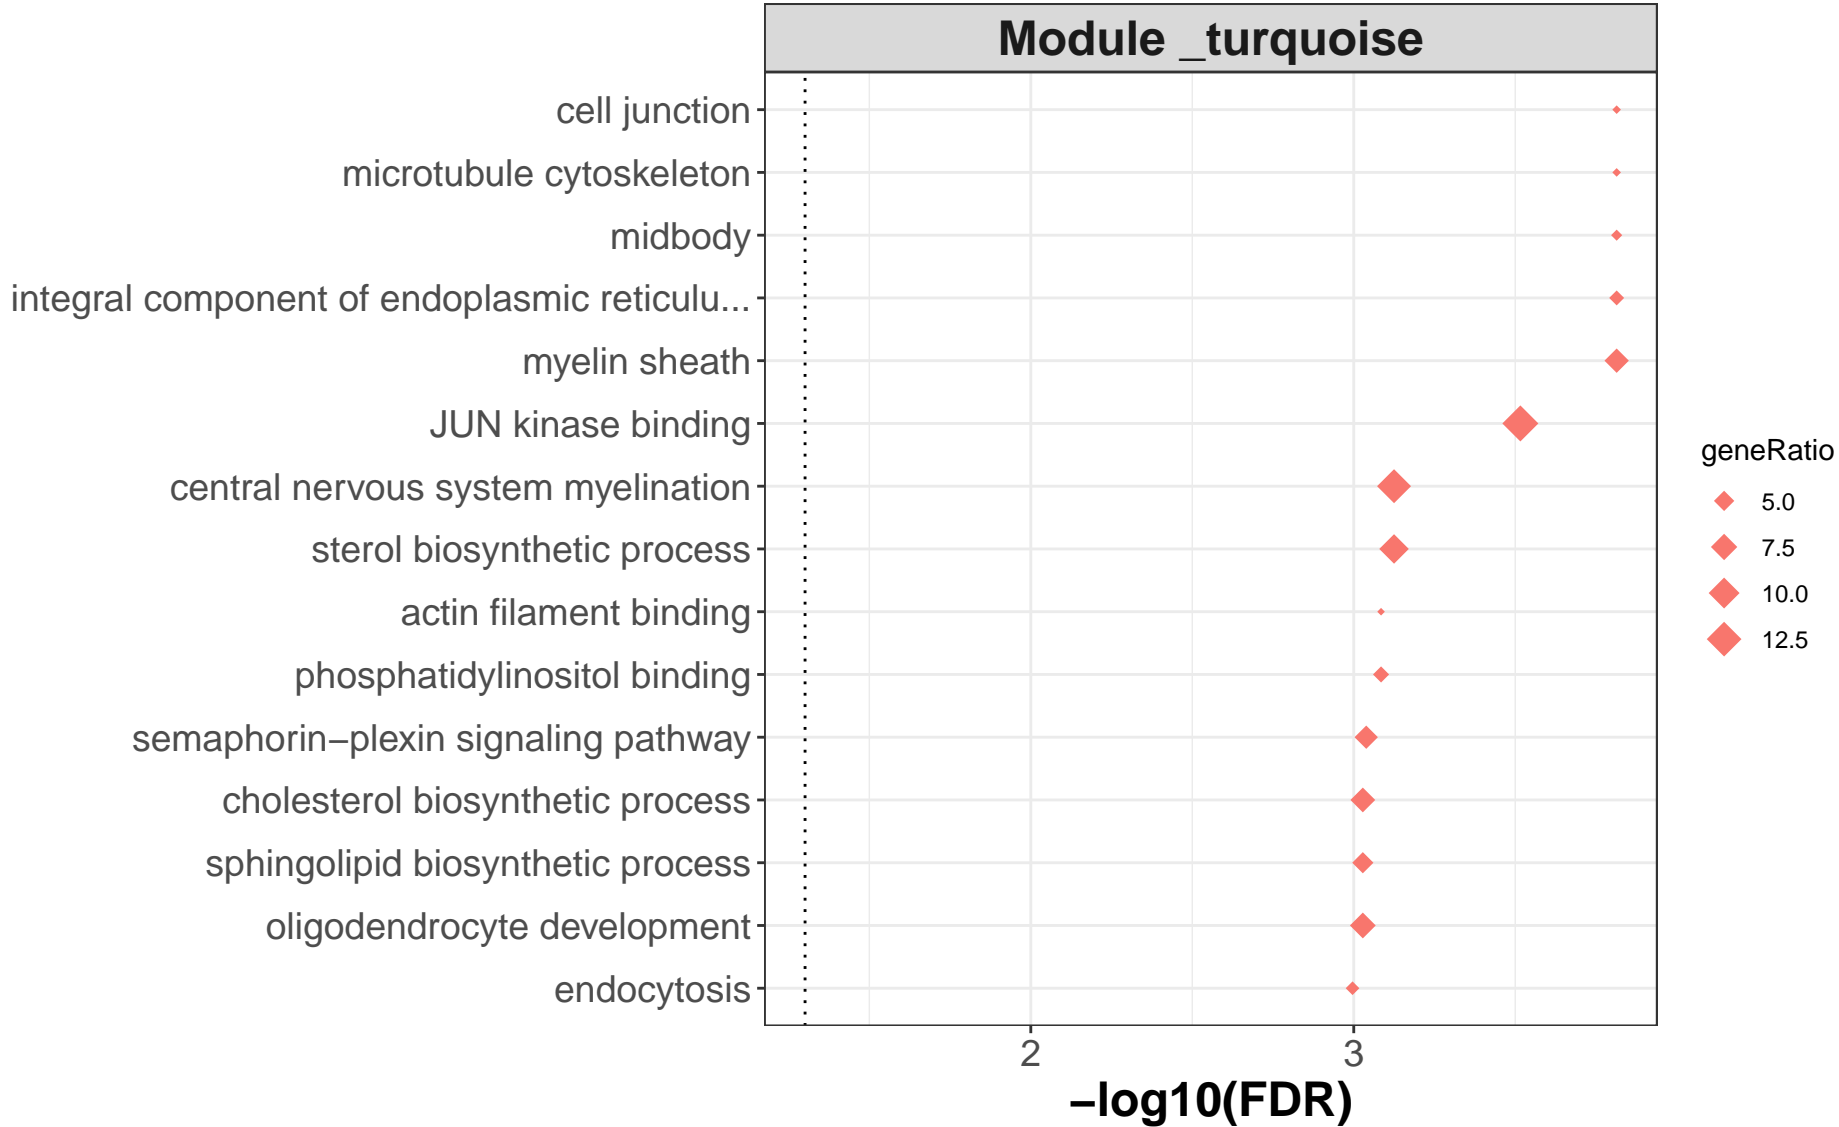 Module _turquoise
cell junction
microtubule cytoskeleton
midbody
integral component of endoplasmic reticulu...
myelin sheath
JUN kinase binding
central nervous system myelination
sterol biosynthetic process
actin filament binding
phosphatidylinositol binding
semaphorin−plexin signaling pathway
cholesterol biosynthetic process
sphingolipid biosynthetic process
oligodendrocyte development
endocytosis
2 3
−log10(FDR)
geneRatio
5.0
7.5
10.0
12.5